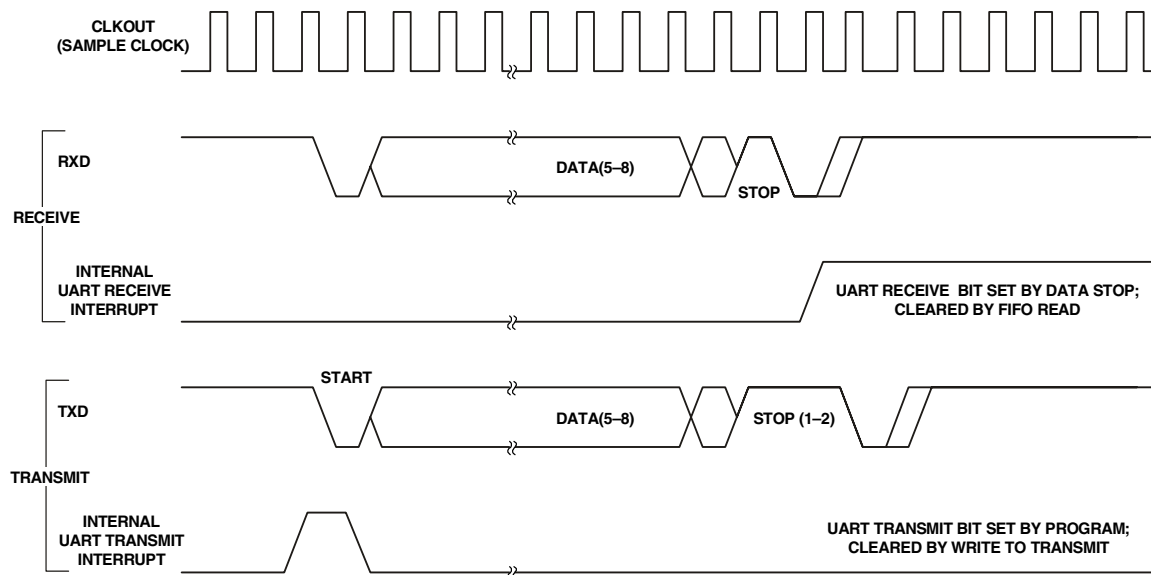 CLKOUT
(SAMPLE CLOCK)
RXD
DATA(5–8)
STOP
RECEIVE
INTERNAL
UART RECEIVE
INTERRUPT
UART RECEIVE BIT SET BY DATA STOP;
CLEARED BY FIFO READ
START
TXD
DATA(5–8)
STOP (1–2)
TRANSMIT
INTERNAL
UART TRANSMIT
INTERRUPT
UART TRANSMIT BIT SET BY PROGRAM;
CLEARED BY WRITE TO TRANSMIT